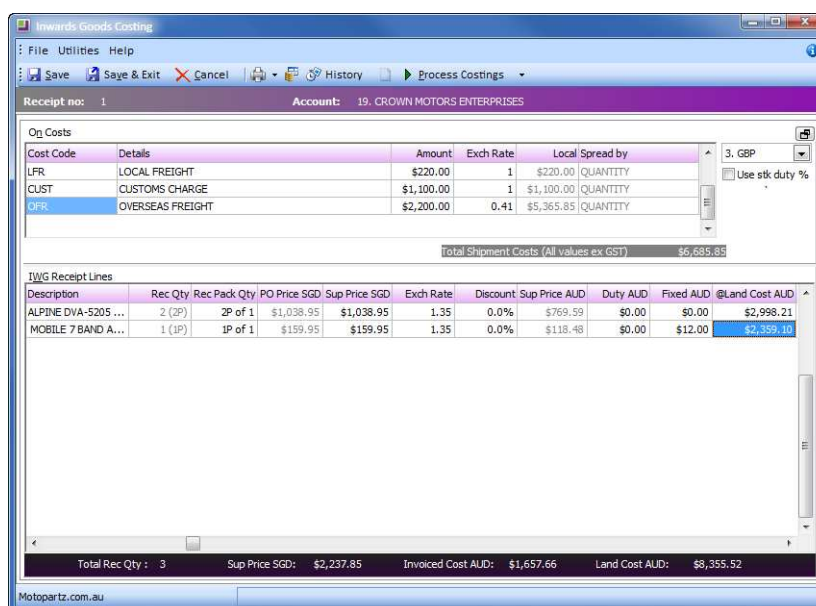 Inwards Goods Costing
File Utilities Help
Save Save & Exit Cancel History Process Costings
Receipt no: 1 Account: 19. CROWN MOTORS ENTERPRISES
On Costs
Cost Code Details Amount Exch Rate Local Spread by 3. GBP
LFR LOCAL FREIGHT $220.00 1 $220.00 QUANTITY Use stk duty %
CUST CUSTOMS CHARGE $1,100.00 1 $1,100.00 QUANTITY
OFR OVERSEAS FREIGHT $2,200.00 0.41 $5,365.85 QUANTITY
Total Shipment Costs (All values ex GST) $6,685.85
IWG Receipt Lines
Description Rec Qty Rec Pack Qty PO Price SGD Sup Price SGD Exch Rate Discount Sup Price AUD Duty AUD Fixed AUD @Land Cost AUD
ALPINE DVA-5205 ... 2 (2P) 2P of 1 $1,038.95 $1,038.95 1.35 0.0% $769.59 $0.00 $0.00 $2,998.21
MOBILE 7 BAND A... 1 (1P) 1P of 1 $159.95 $159.95 1.35 0.0% $118.48 $0.00 $12.00 $2,359.10
Total Rec Qty : 3 Sup Price SGD: $2,237.85 Invoiced Cost AUD: $1,657.66 Land Cost AUD: $8,355.52
Motopartz.com.au